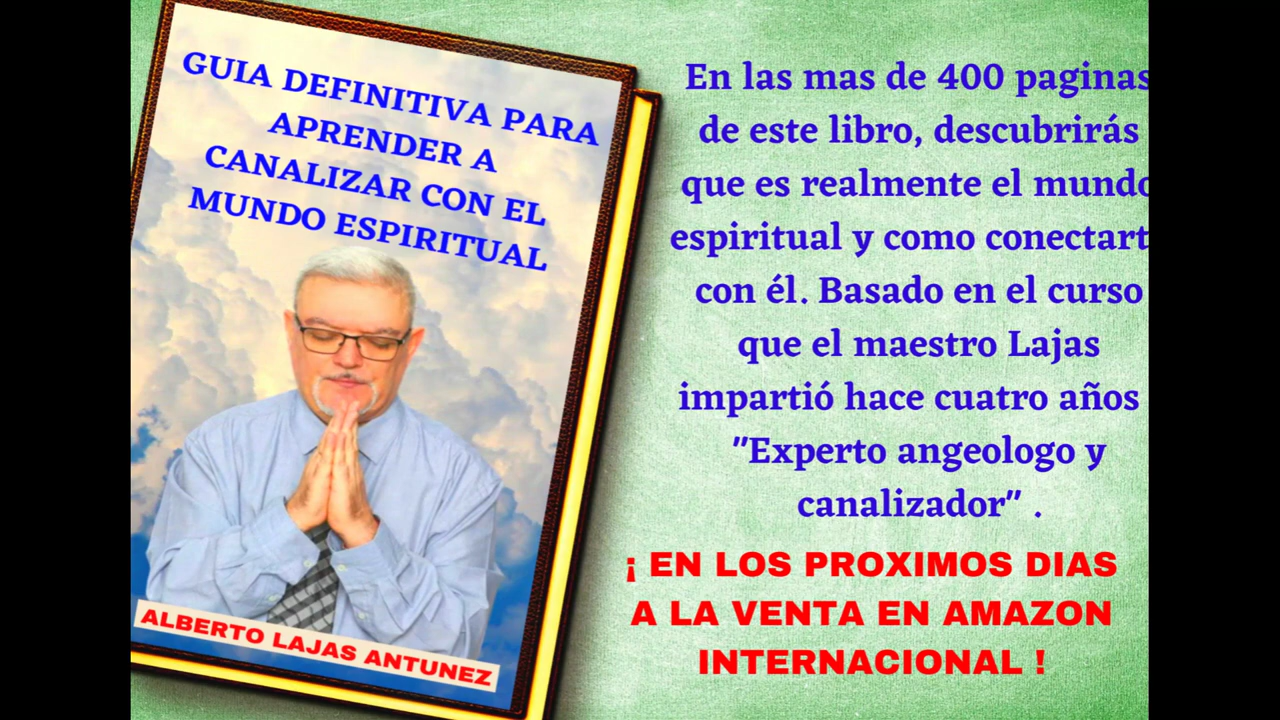 GUIA DEFINITIVA PARA
APRENDER A
CANALIZAR CON EL
MUNDO ESPIRITUAL
ALBERTO LAJAS ANTUNEZ
En las mas de 400 paginas
de este libro, descubrirás
que es realmente el mundo
espiritual y como conectart
con él. Basado en el curso
que el maestro Lajas
impartió hace cuatro años
"Experto angeologo y
canalizador" .
¡ EN LOS PROXIMOS DIAS
A LA VENTA EN AMAZON
INTERNACIONAL !